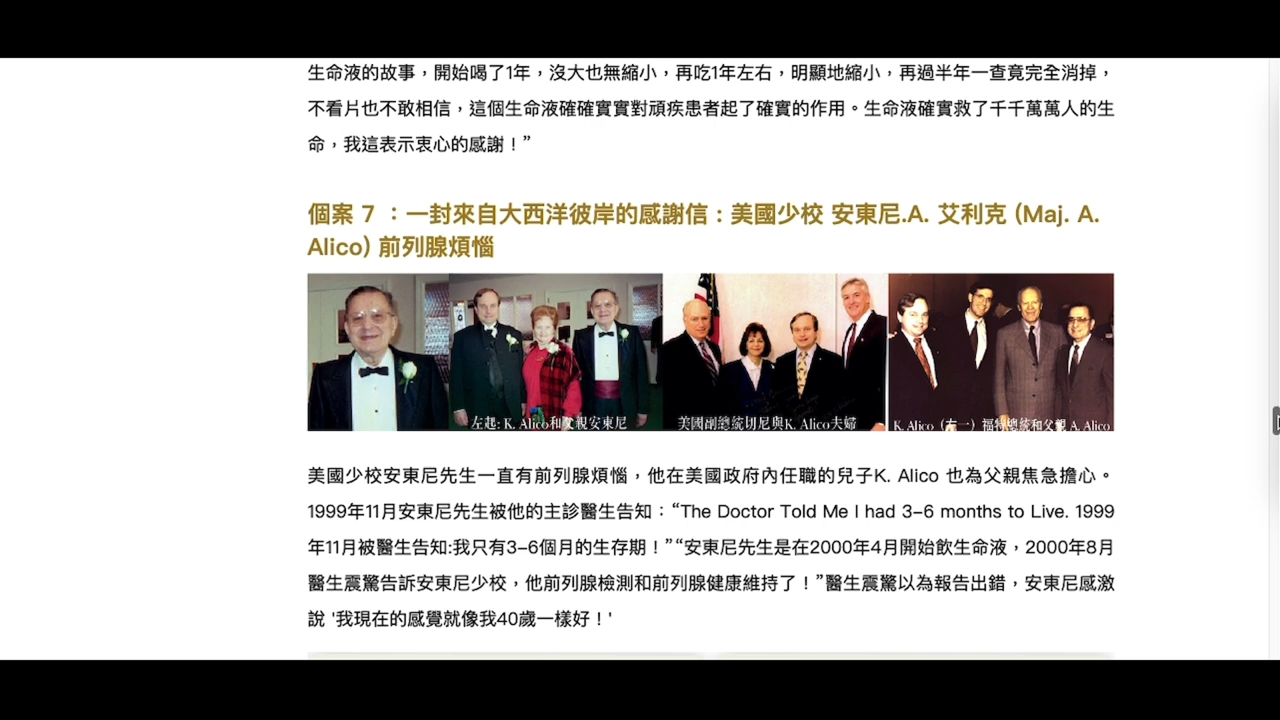 生命液的故事，開始喝了1年，沒大也無縮小，再吃1年左右，明顯地縮小，再過半年一查竟完全消掉，
不看片也不敢相信，這個生命液確確實實對頑疾患者起了確實的作用。生命液確實救了千千萬萬人的生
命，我這表示衷心的感謝！”
個案 7 ：一封來自大西洋彼岸的感謝信：美國少校 安東尼.A. 艾利克 (Maj. A.
Alico) 前列腺煩惱
左起: K. Alico和父親安東尼
美國副總統切尼與K. Alico夫婦
K. Alico（右一）福特總統和父親 A. Alico
美國少校安東尼先生一直有前列腺煩惱，他在美國政府內任職的兒子K. Alico 也為父親焦急擔心。
1999年11月安東尼先生被他的主診醫生告知：“The Doctor Told Me I had 3–6 months to Live. 1999
年11月被醫生告知:我只有3–6個月的生存期！”“安東尼先生是在2000年4月開始飲生命液，2000年8月
醫生震驚告訴安東尼少校，他前列腺檢測和前列腺健康維持了！”醫生震驚以為報告出錯，安東尼感激
說 '我現在的感覺就像我40歲一樣好！'